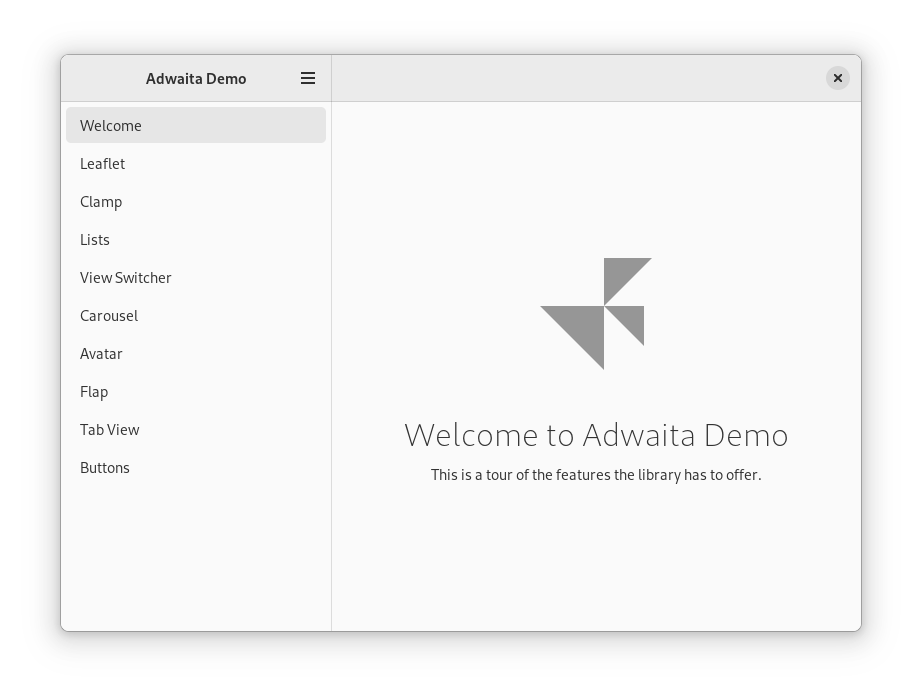 Adwaita Demo
Welcome
Leaflet
Clamp
Lists
View Switcher
Carousel
Avatar
Flap
Tab View
Buttons
Welcome to Adwaita Demo
This is a tour of the features the library has to offer.